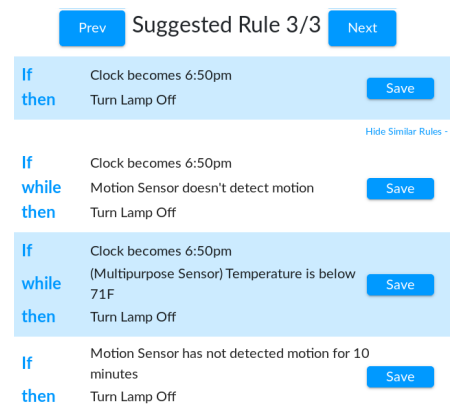 Prev Suggested Rule 3/3 Next
If Clock becomes 6:50pm
then Turn Lamp Off
Save
Hide Similar Rules -
If Clock becomes 6:50pm
while Motion Sensor doesn't detect motion Save
then Turn Lamp Off
If Clock becomes 6:50pm
while (Multipurpose Sensor) Temperature is below
71F
Save
then Turn Lamp Off
If Motion Sensor has not detected motion for 10
minutes
Save
then Turn Lamp Off